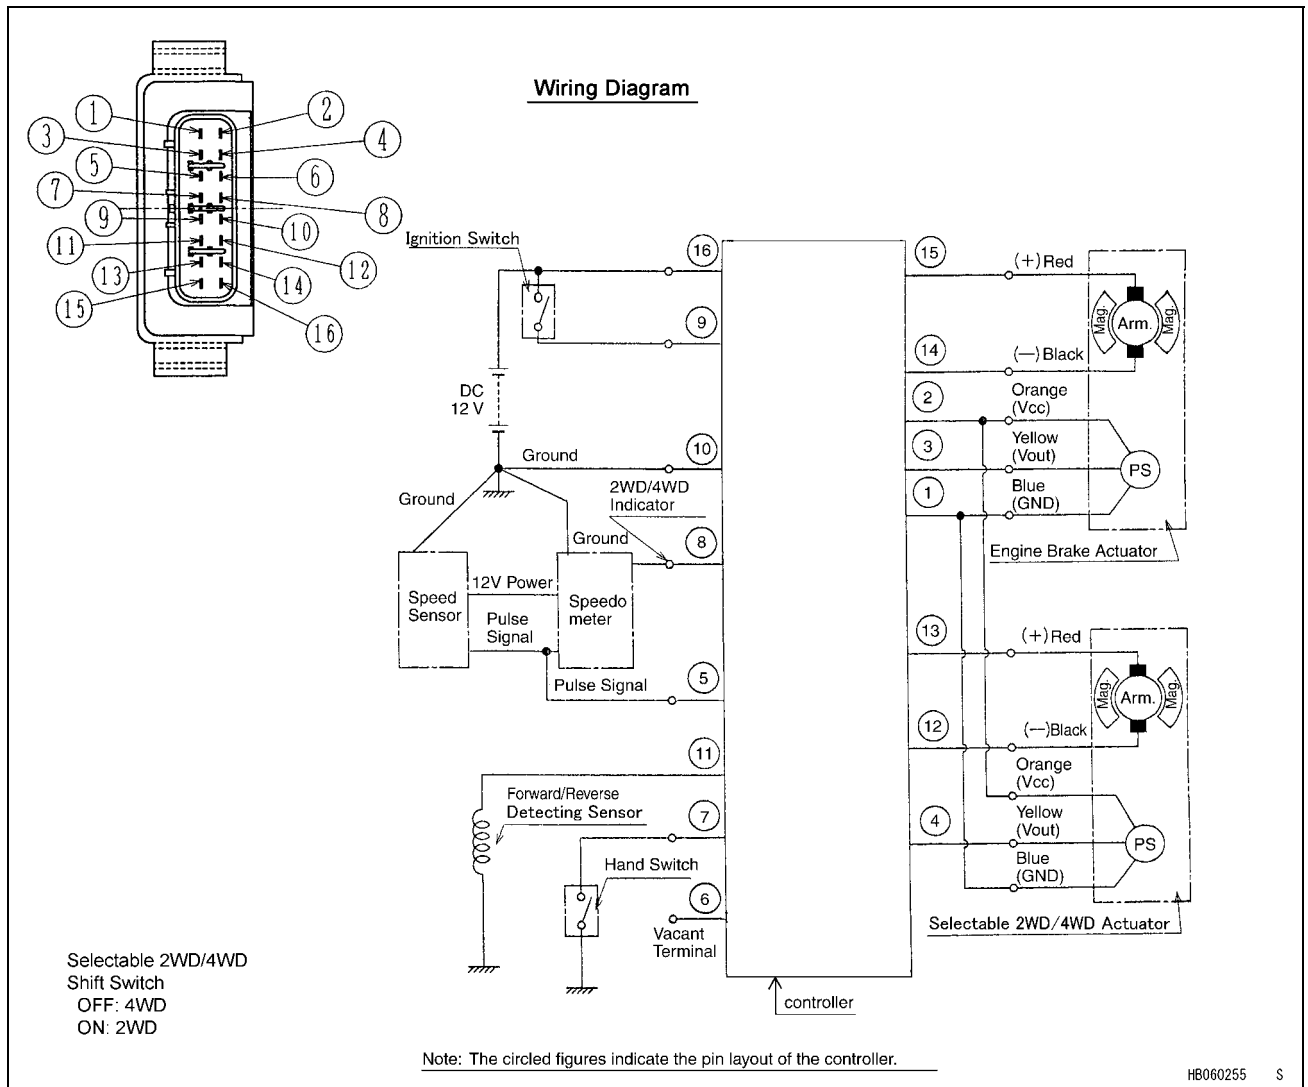 Wiring Diagram
1
2
3
4
5
6
7
8
9
10
11
12
13
14
15
16
Ignition Switch
16
9
DC
12 V
Ground
10
Ground
2WD/4WD
Indicator
Ground
8
Speed
Sensor
12V Power
Pulse
Signal
Speedo
meter
Pulse Signal
5
11
Forward/Reverse
Detecting Sensor
7
Hand Switch
6
Vacant
Terminal
controller
15
(+) Red
Mag.
Arm.
Mag.
14
(—) Black
2
Orange
(Vcc)
3
Yellow
(Vout)
PS
1
Blue
(GND)
Engine Brake Actuator
13
(+) Red
Mag.
Arm.
Mag.
12
(—)Black
Orange
(Vcc)
4
Yellow
(Vout)
PS
Blue
(GND)
Selectable 2WD/4WD Actuator
Selectable 2WD/4WD
Shift Switch
OFF: 4WD
ON: 2WD
Note: The circled figures indicate the pin layout of the controller.
HB060255 S